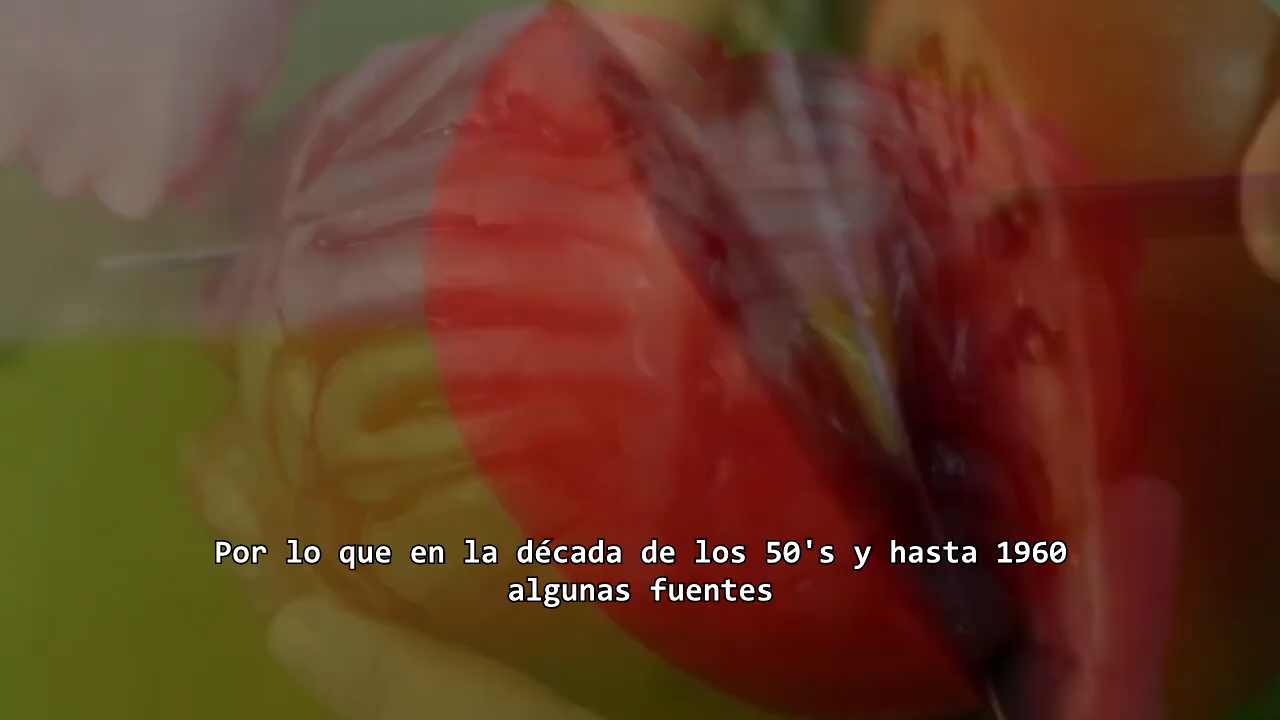 Por lo que en la década de los 50's y hasta 1960
algunas fuentes